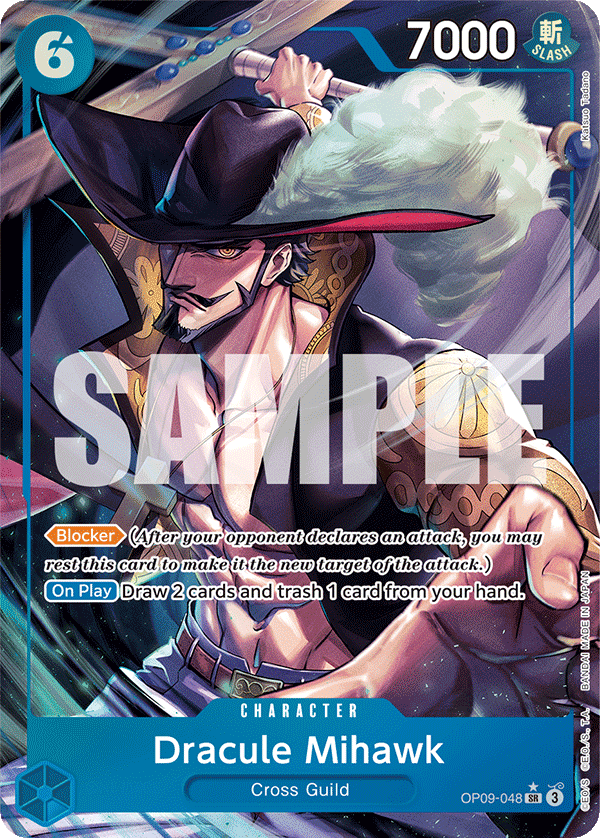 6
7000
斬
SLASH
Katsuo Tadano
SAMPLE
Blocker (After your opponent declares an attack, you may
rest this card to make it the new target of the attack.)
On Play Draw 2 cards and trash 1 card from your hand.
©EO/S ©E.O./S., T.A. BANDAI MADE IN JAPAN
CHARACTER
Dracule Mihawk
Cross Guild
OP09-048 SR 3